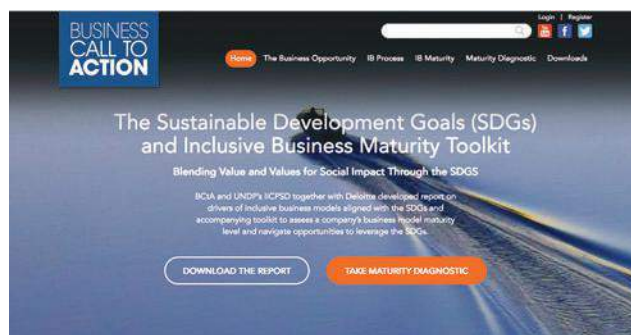 Login | Register
BUSINESS
CALL TO
ACTION
Home The Business Opportunity IB Process IB Maturity Maturity Diagnostic Downloads
The Sustainable Development Goals (SDGs)
and Inclusive Business Maturity Toolkit
Blending Value and Values for Social Impact Through the SDGS
BCtA and UNDP's IICPSD together with Deloitte developed report on
drivers of inclusive business models aligned with the SDGs and
accompanying toolkit to assess a company's business model maturity
level and navigate opportunities to leverage the SDGs.
DOWNLOAD THE REPORT TAKE MATURITY DIAGNOSTIC